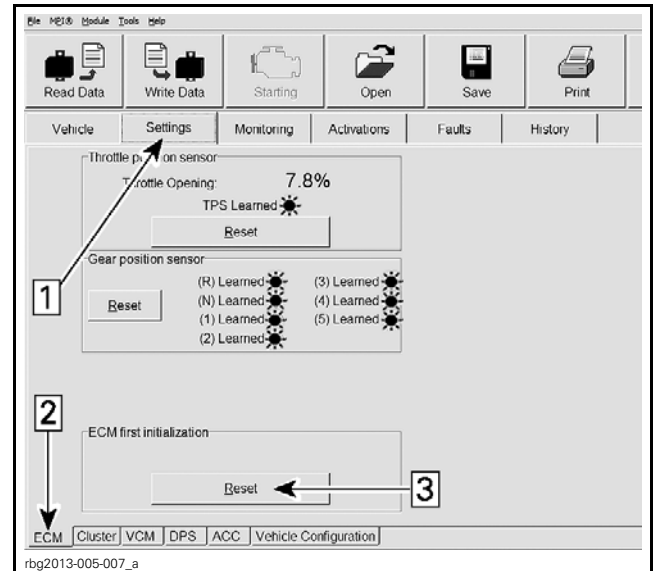 File MPI® Module Tools Help
Read Data Write Data Starting Open Save Print
Vehicle Settings Monitoring Activations Faults History
Throttle position sensor
Throttle Opening: 7.8%
TPS Learned
Reset
1
Gear position sensor
Reset
(R) Learned (3) Learned
(N) Learned (4) Learned
(1) Learned (5) Learned
(2) Learned
2
ECM first initialization
Reset
3
ECM Cluster VCM DPS ACC Vehicle Configuration
rbg2013-005-007_a